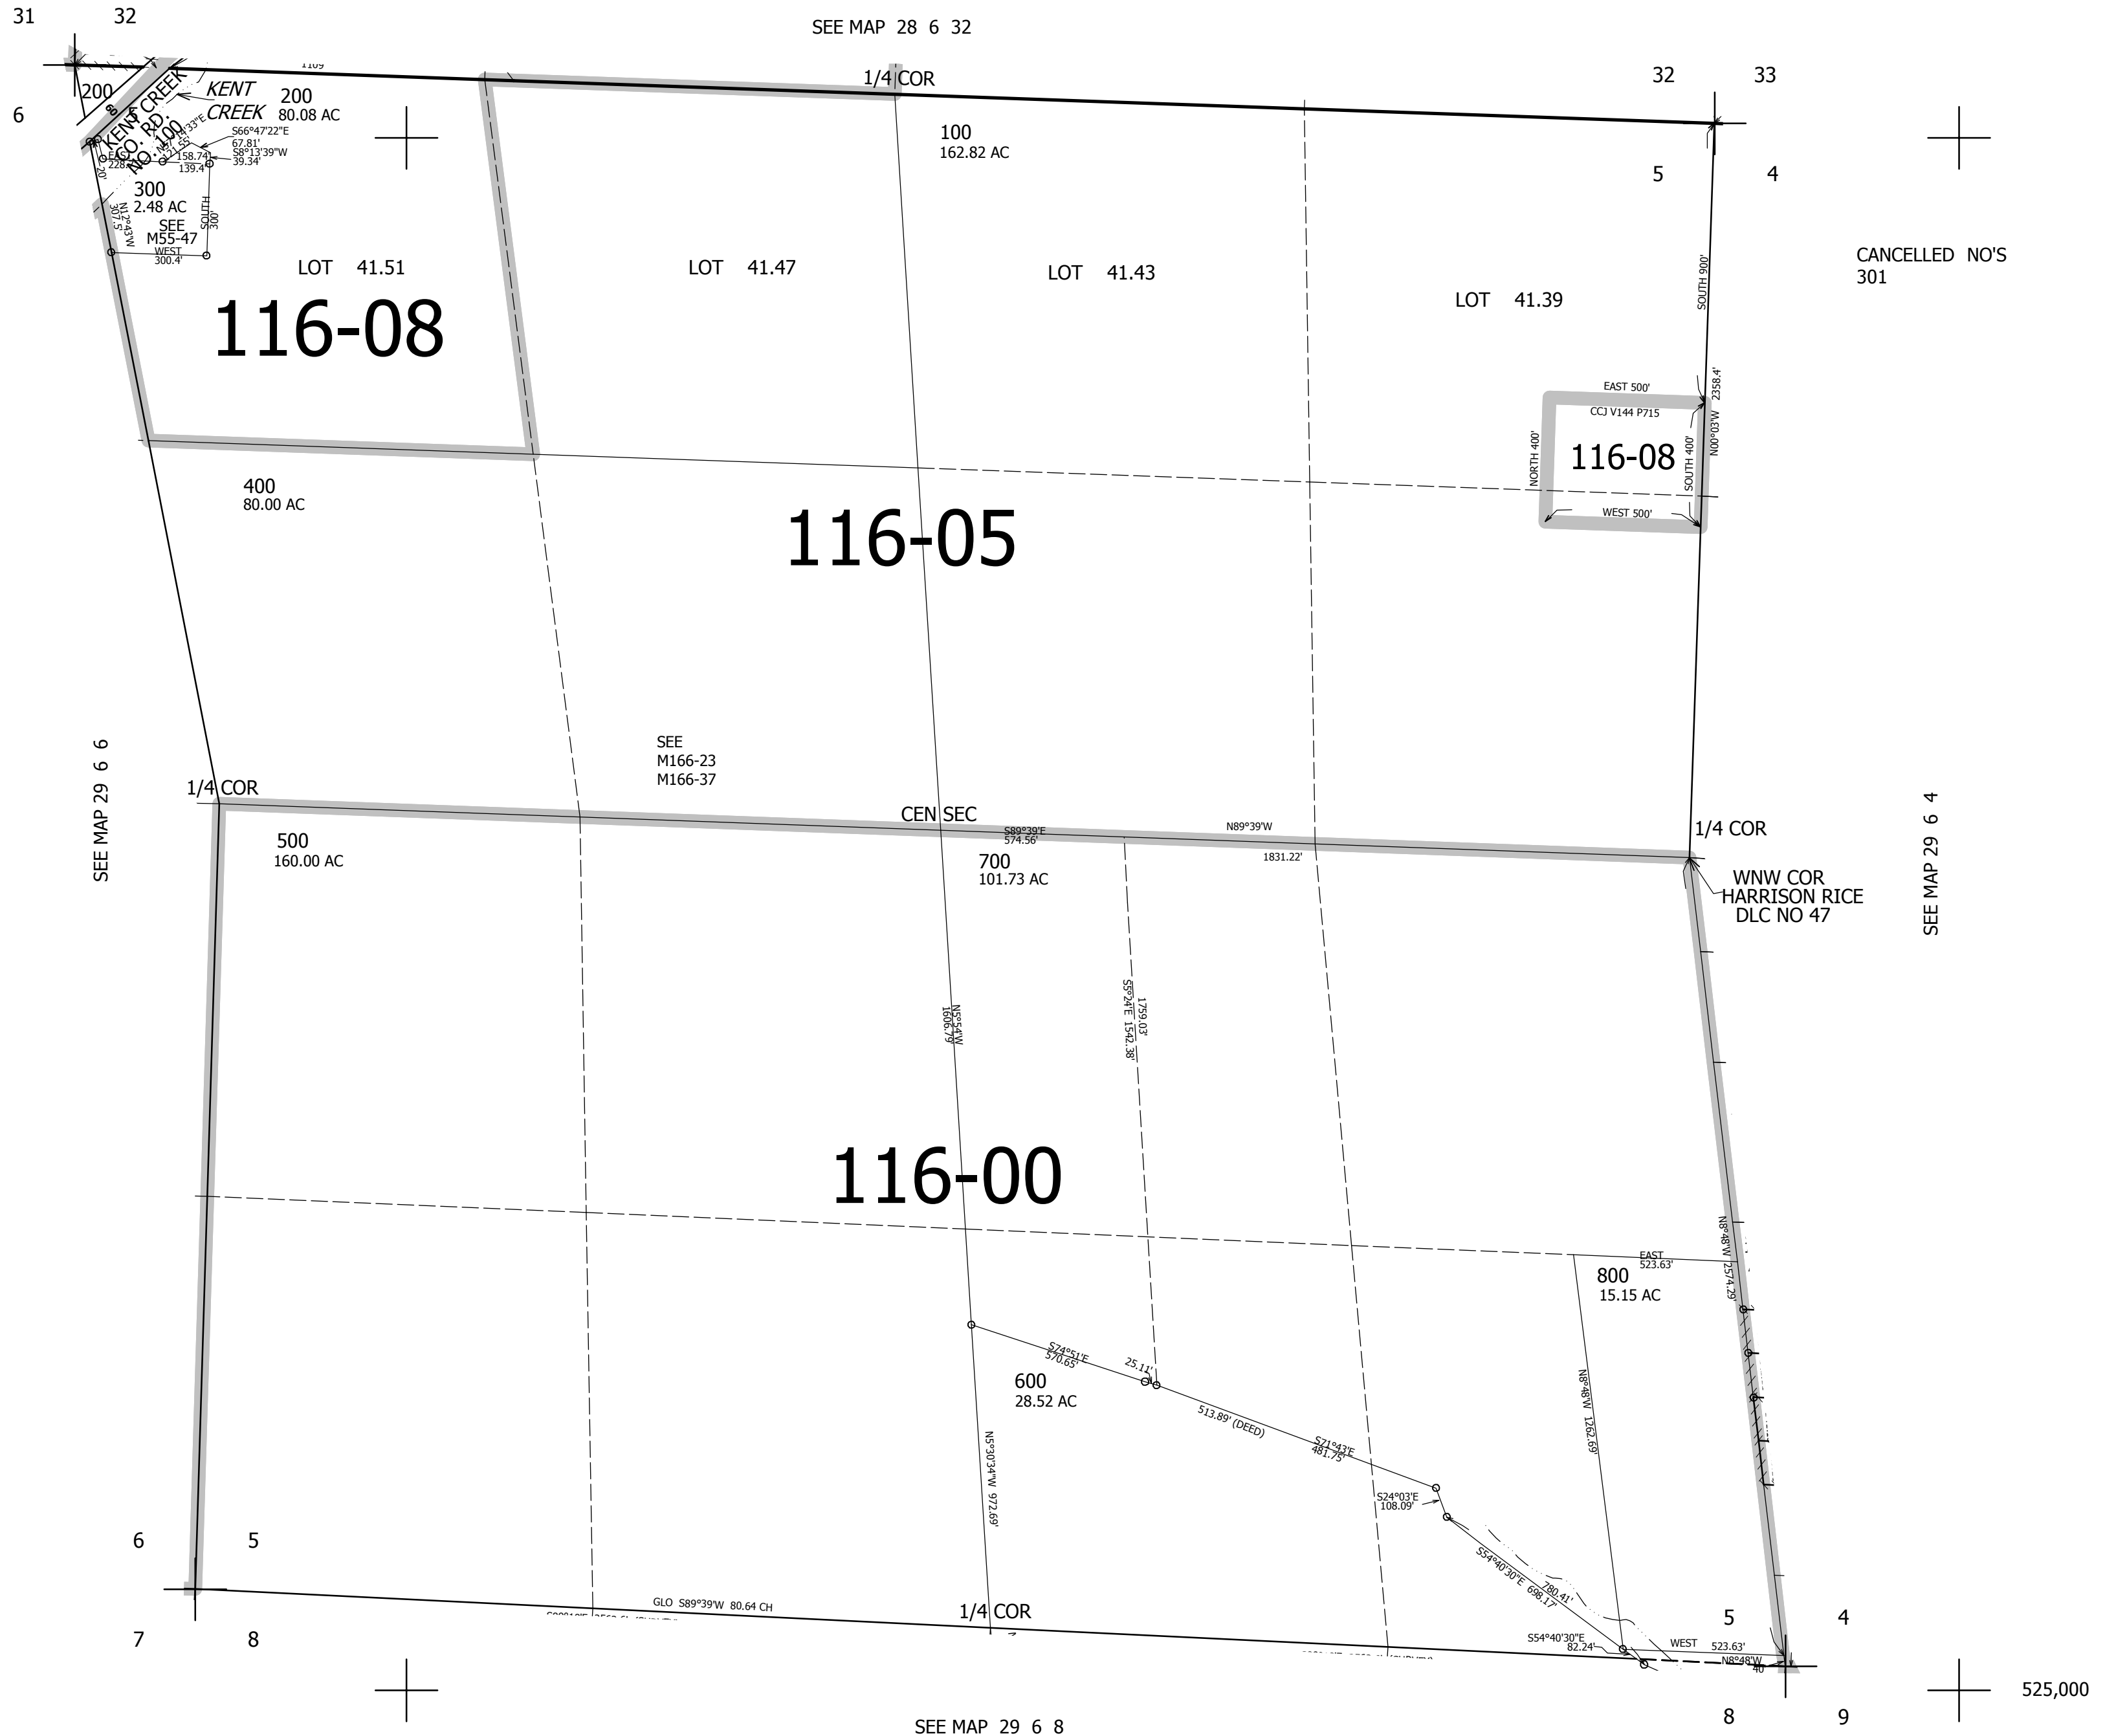 31 32
SEE MAP 28 6 32
32 33
6 5
200
KENT CREEK
CO. RD.
NO. 100
KENT
CREEK
200
80.08 AC
1/4 COR
100
162.82 AC
5 4
S66°47'22"E
67.81'
S8°13'39"W
39.34'
121.55'
158.74'
139.4'
EAST
20'
300
2.48 AC
SEE
M55-47
WEST
300.4'
SOUTH
300'
N12°43'W
307.5'
CANCELLED NO'S
301
LOT 41.51
LOT 41.47
LOT 41.43
LOT 41.39
116-08
SOUTH 900'
2358.4'
N00°03'W
EAST 500'
CCJ V144 P715
116-08
NORTH 400'
SOUTH 400'
WEST 500'
400
80.00 AC
116-05
SEE
M166-23
M166-37
SEE MAP 29 6 6
1/4 COR
CEN SEC
S89°39'E
574.56'
N89°39'W
1831.22'
1/4 COR
SEE MAP 29 6 4
500
160.00 AC
700
101.73 AC
WNW COR
HARRISON RICE
DLC NO 47
N5°54'W
1606.79'
1759.03'
S5°24'E 1542.38'
116-00
N8°48'W 2574.29'
EAST
523.63'
800
15.15 AC
S74°51'E
570.65'
25.11'
600
28.52 AC
513.89' (DEED)
S71°43'E
481.75'
N8°48'W 1262.69'
N5°30'34"W 972.69'
S24°03'E
108.09'
S54°40'30"E 698.17'
780.41'
6 5
GLO S89°39'W 80.64 CH
1/4 COR
5 4
7 8
S54°40'30"E
82.24'
WEST 523.63'
N8°48'W
40'
525,000
SEE MAP 29 6 8
8 9